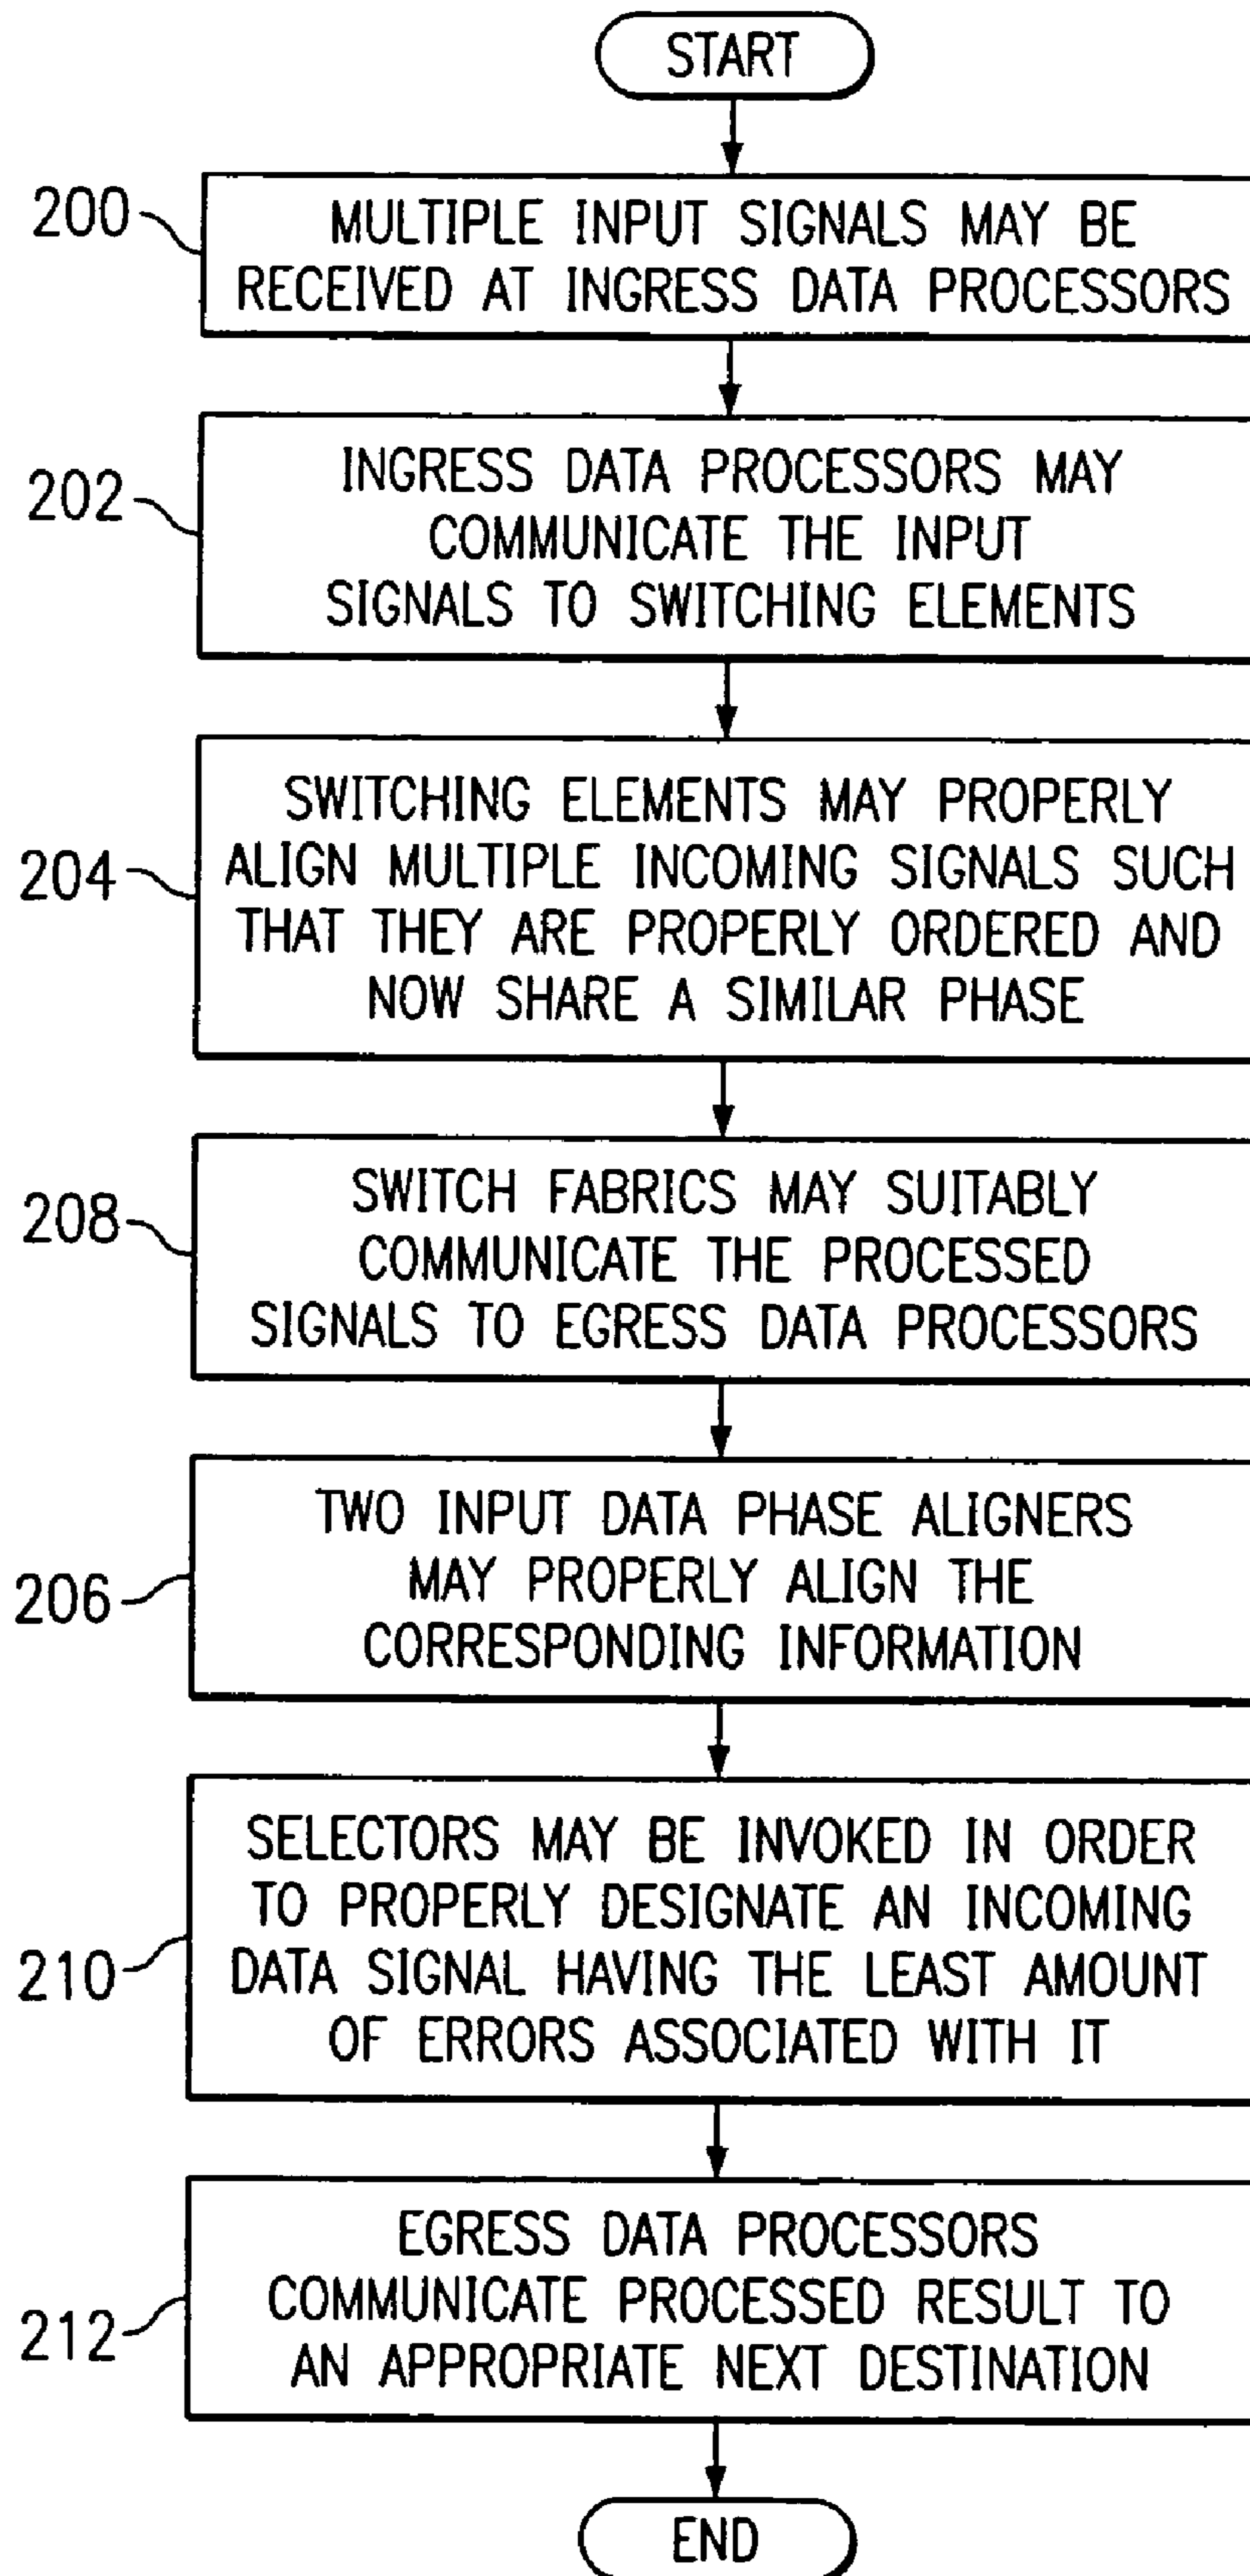 START
200
MULTIPLE INPUT SIGNALS MAY BE
RECEIVED AT INGRESS DATA PROCESSORS
202
INGRESS DATA PROCESSORS MAY
COMMUNICATE THE INPUT
SIGNALS TO SWITCHING ELEMENTS
204
SWITCHING ELEMENTS MAY PROPERLY
ALIGN MULTIPLE INCOMING SIGNALS SUCH
THAT THEY ARE PROPERLY ORDERED AND
NOW SHARE A SIMILAR PHASE
208
SWITCH FABRICS MAY SUITABLY
COMMUNICATE THE PROCESSED
SIGNALS TO EGRESS DATA PROCESSORS
206
TWO INPUT DATA PHASE ALIGNERS
MAY PROPERLY ALIGN THE
CORRESPONDING INFORMATION
210
SELECTORS MAY BE INVOKED IN ORDER
TO PROPERLY DESIGNATE AN INCOMING
DATA SIGNAL HAVING THE LEAST AMOUNT
OF ERRORS ASSOCIATED WITH IT
212
EGRESS DATA PROCESSORS
COMMUNICATE PROCESSED RESULT TO
AN APPROPRIATE NEXT DESTINATION
END